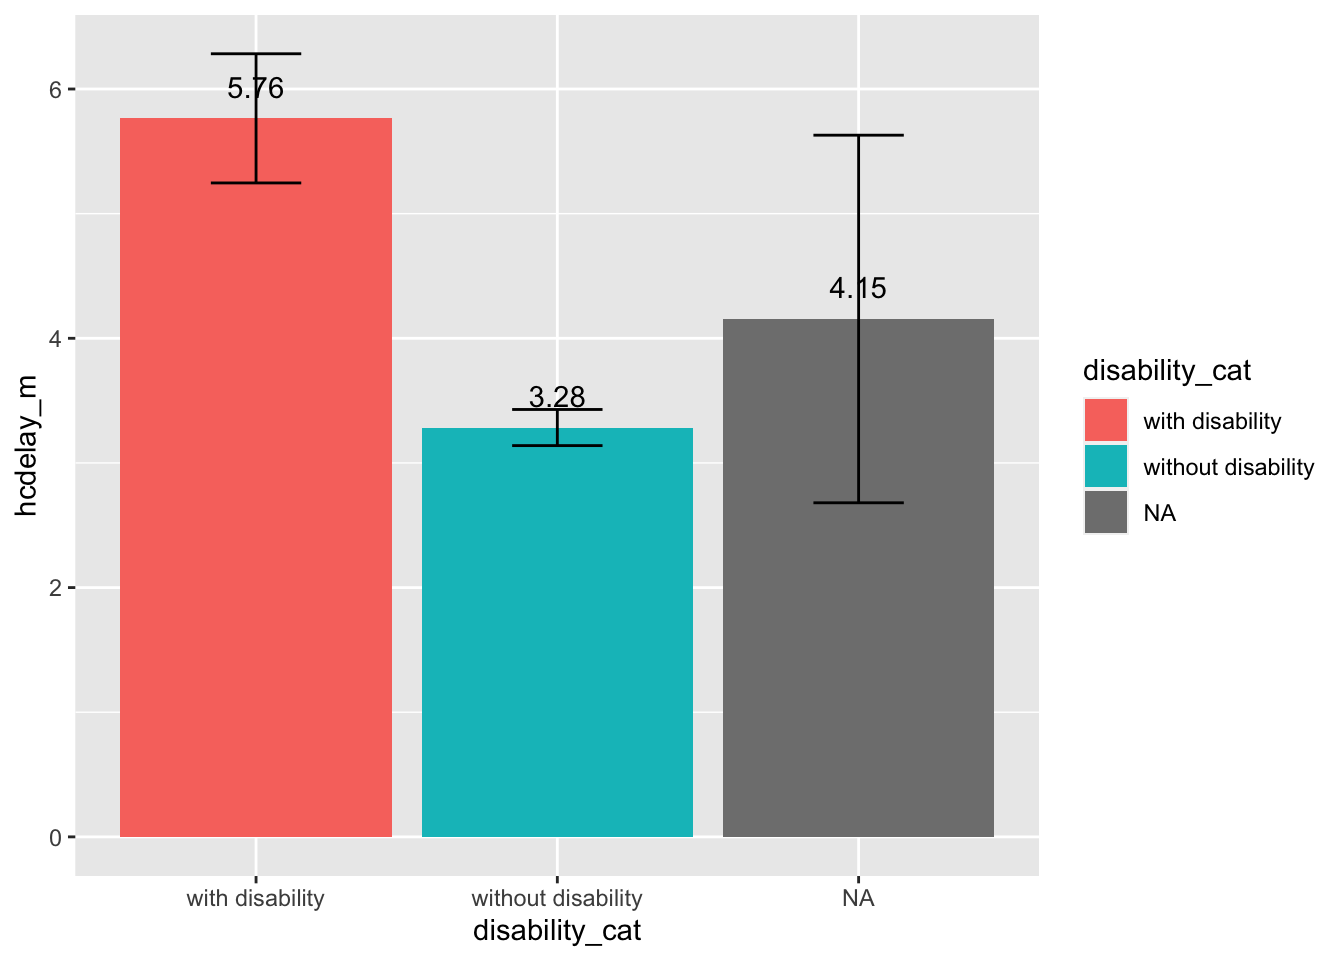 hcdelay_m
6
4
2
0
5.76
3.28
4.15
with disability
without disability
NA
disability_cat
disability_cat
with disability
without disability
NA